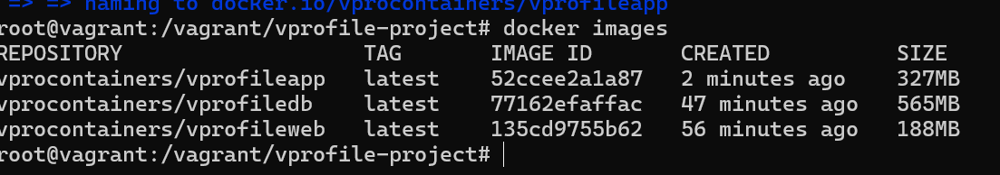 => => naming to docker.io/vprocontainers/vprofileapp
root@vagrant:/vagrant/vprofile-project# docker images
REPOSITORY TAG IMAGE ID CREATED SIZE
vprocontainers/vprofileapp latest 52ccee2a1a87 2 minutes ago 327MB
vprocontainers/vprofiledb latest 77162efaffac 47 minutes ago 565MB
vprocontainers/vprofileweb latest 135cd9755b62 56 minutes ago 188MB
root@vagrant:/vagrant/vprofile-project#